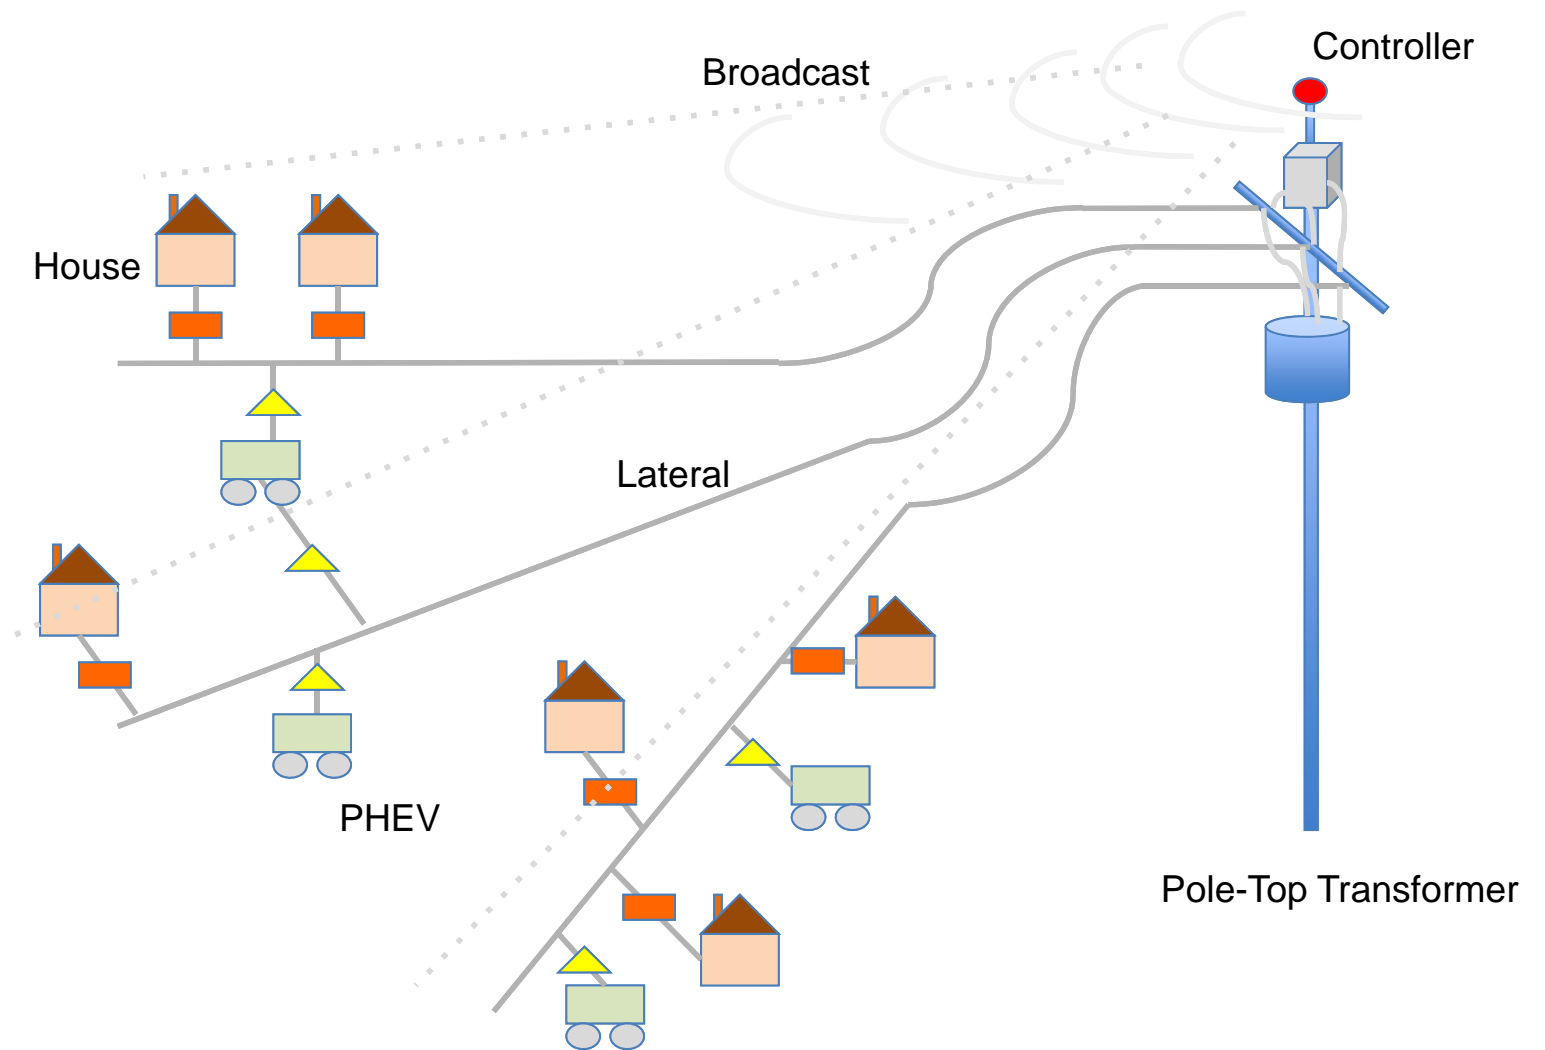 Controller
Broadcast
House
Lateral
PHEV
Pole-Top Transformer